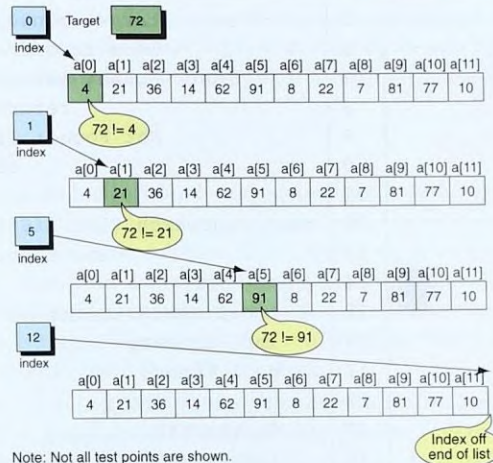 0 Target 72
index
a[0] a[1] a[2] a[3] a[4] a[5] a[6] a[7] a[8] a[9] a[10] a[11]
4 21 36 14 62 91 8 22 7 81 77 10
72 != 4
1
index
a[0] a[1] a[2] a[3] a[4] a[5] a[6] a[7] a[8] a[9] a[10] a[11]
4 21 36 14 62 91 8 22 7 81 77 10
72 != 21
5
index
a[0] a[1] a[2] a[3] a[4] a[5] a[6] a[7] a[8] a[9] a[10] a[11]
4 21 36 14 62 91 8 22 7 81 77 10
72 != 91
12
index
a[0] a[1] a[2] a[3] a[4] a[5] a[6] a[7] a[8] a[9] a[10] a[11]
4 21 36 14 62 91 8 22 7 81 77 10
Index off
end of list
Note: Not all test points are shown.